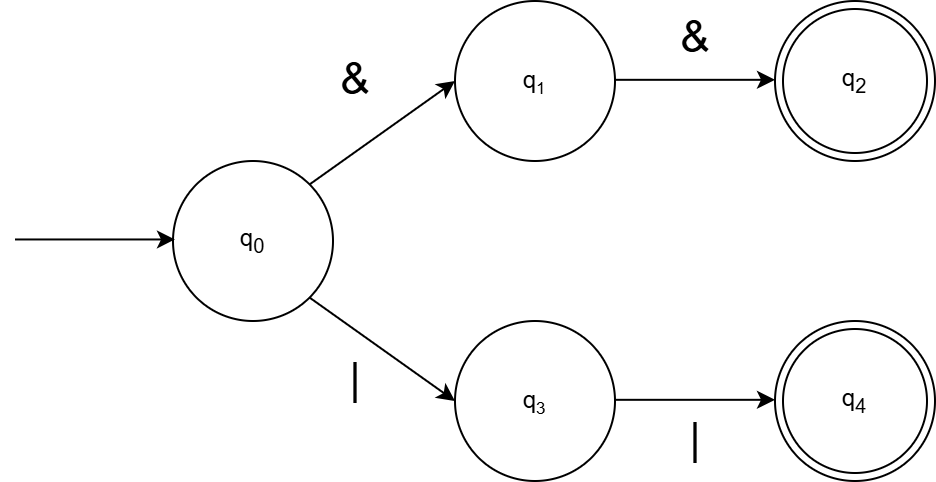 &
&
q₁
q₂
q₀
|
q₃
q₄
|